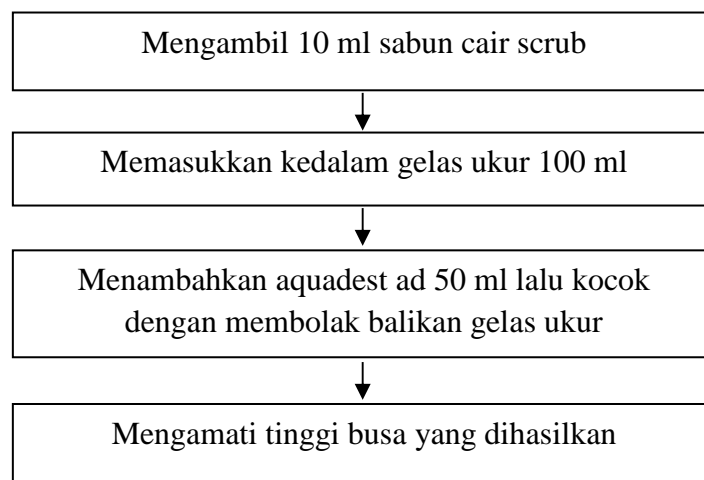 Mengambil 10 ml sabun cair scrub
Memasukkan kedalam gelas ukur 100 ml
Menambahkan aquadest ad 50 ml lalu kocok
dengan membolak balikan gelas ukur
Mengamati tinggi busa yang dihasilkan